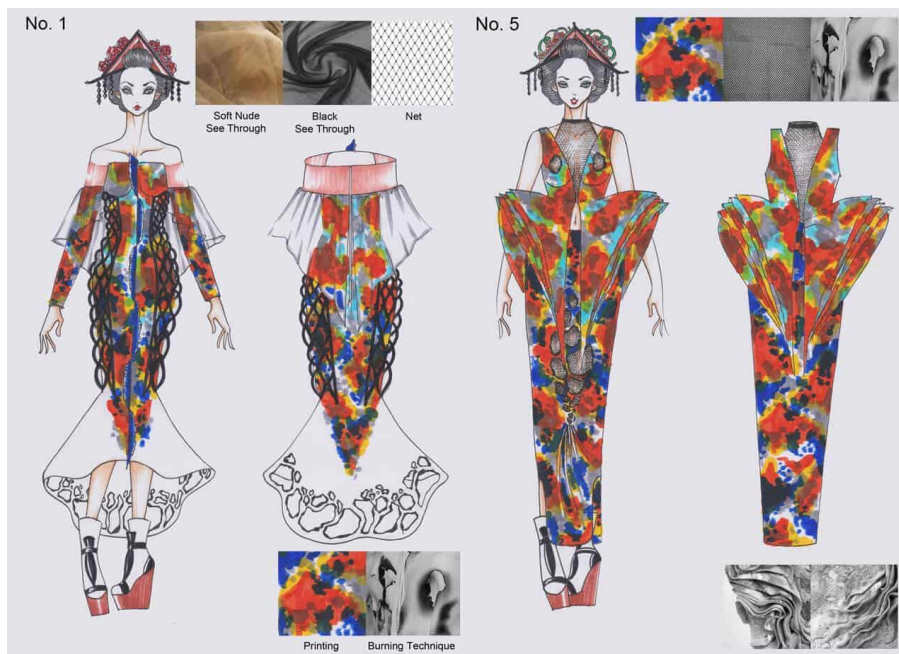 No. 1
Soft Nude
See Through
Black
See Through
Net
Printing
Burning Technique
No. 5